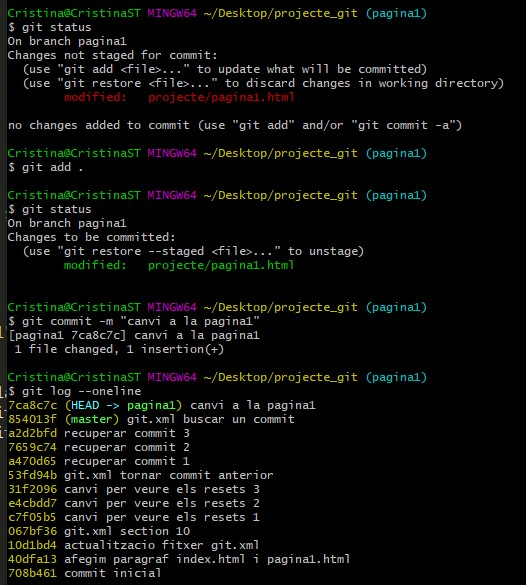 Cristina@CristinaST MINGW64 ~/Desktop/projecte_git (pagina1)
$ git status
On branch pagina1
Changes not staged for commit:
  (use "git add <file>..." to update what will be committed)
  (use "git restore <file>..." to discard changes in working directory)
        modified:   projecte/pagina1.html

no changes added to commit (use "git add" and/or "git commit -a")

Cristina@CristinaST MINGW64 ~/Desktop/projecte_git (pagina1)
$ git add .

Cristina@CristinaST MINGW64 ~/Desktop/projecte_git (pagina1)
$ git status
On branch pagina1
Changes to be committed:
  (use "git restore --staged <file>..." to unstage)
        modified:   projecte/pagina1.html

Cristina@CristinaST MINGW64 ~/Desktop/projecte_git (pagina1)
$ git commit -m "canvi a la pagina1"
[pagina1 7ca8c7c] canvi a la pagina1
 1 file changed, 1 insertion(+)

Cristina@CristinaST MINGW64 ~/Desktop/projecte_git (pagina1)
$ git log --oneline
7ca8c7c (HEAD -> pagina1) canvi a la pagina1
854013f (master) git.xml buscar un commit
a2d2bfd recuperar commit 3
7659c74 recuperar commit 2
a470d65 recuperar commit 1
53fd94b git.xml tornar commit anterior
31f2096 canvi per veure els resets 3
e4cbdd7 canvi per veure els resets 2
c7f05b5 canvi per veure els resets 1
067bf36 git.xml section 10
10d1bd4 actualitzacio fitxer git.xml
40dfa13 afegim paragraf index.html i pagina1.html
708b461 commit inicial